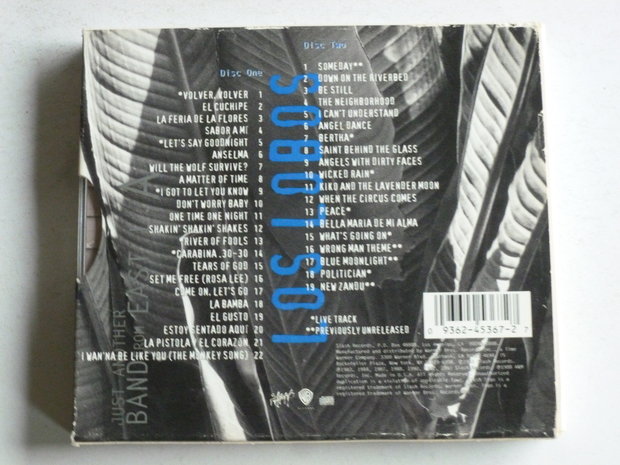 Disc One
*VOLVER, VOLVER 1
EL CUCHIPE 2
LA FERIA DE LA FLORES 3
SABOR A MI 4
*LET'S SAY GOODNIGHT 5
ANSELMA 6
WILL THE WOLF SURVIVE? 7
A MATTER OF TIME 8
*I GOT TO LET YOU KNOW 9
DON'T WORRY BABY 10
ONE TIME ONE NIGHT 11
SHAKIN' SHAKIN' SHAKES 12
RIVER OF FOOLS 13
*CARABINA .30-30 14
TEARS OF GOD 15
SET ME FREE (ROSA LEE) 16
COME ON, LET'S GO 17
LA BAMBA 18
EL GUSTO 19
ESTOY SENTADO AQUI 20
LA PISTOLA Y EL CORAZON 21
I WANNA BE LIKE YOU (THE MONKEY SONG) 22
Disc Two
1 SOMEDAY**
2 DOWN ON THE RIVERBED
3 BE STILL
4 THE NEIGHBORHOOD
5 I CAN'T UNDERSTAND
6 ANGEL DANCE
7 BERTHA*
8 SAINT BEHIND THE GLASS
9 ANGELS WITH DIRTY FACES
10 WICKED RAIN*
11 KIKO AND THE LAVENDER MOON
12 WHEN THE CIRCUS COMES
13 PEACE*
14 BELLA MARIA DE MI ALMA
15 WHAT'S GOING ON*
16 WRONG MAN THEME**
17 BLUE MOONLIGHT**
18 POLITICIAN*
19 NEW ZANDU**
*LIVE TRACK
**PREVIOUSLY UNRELEASED
LOS LOBOS
JUST ANOTHER
BAND FROM EAST
0 9362-45367-2 7